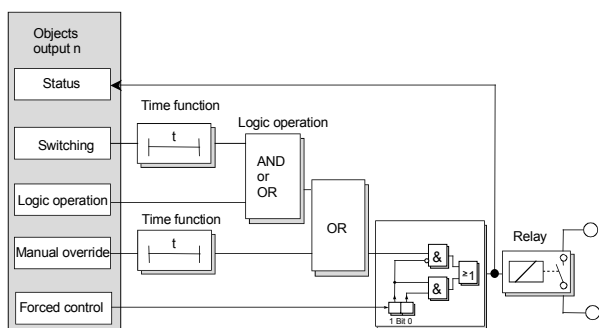 Objects
output n
Status
Time function
t
Logic operation
Switching
AND
or
OR
Logic operation
Time function
t
OR
Manual override
Relay
&
≥1
&
Forced control
1 Bit 0